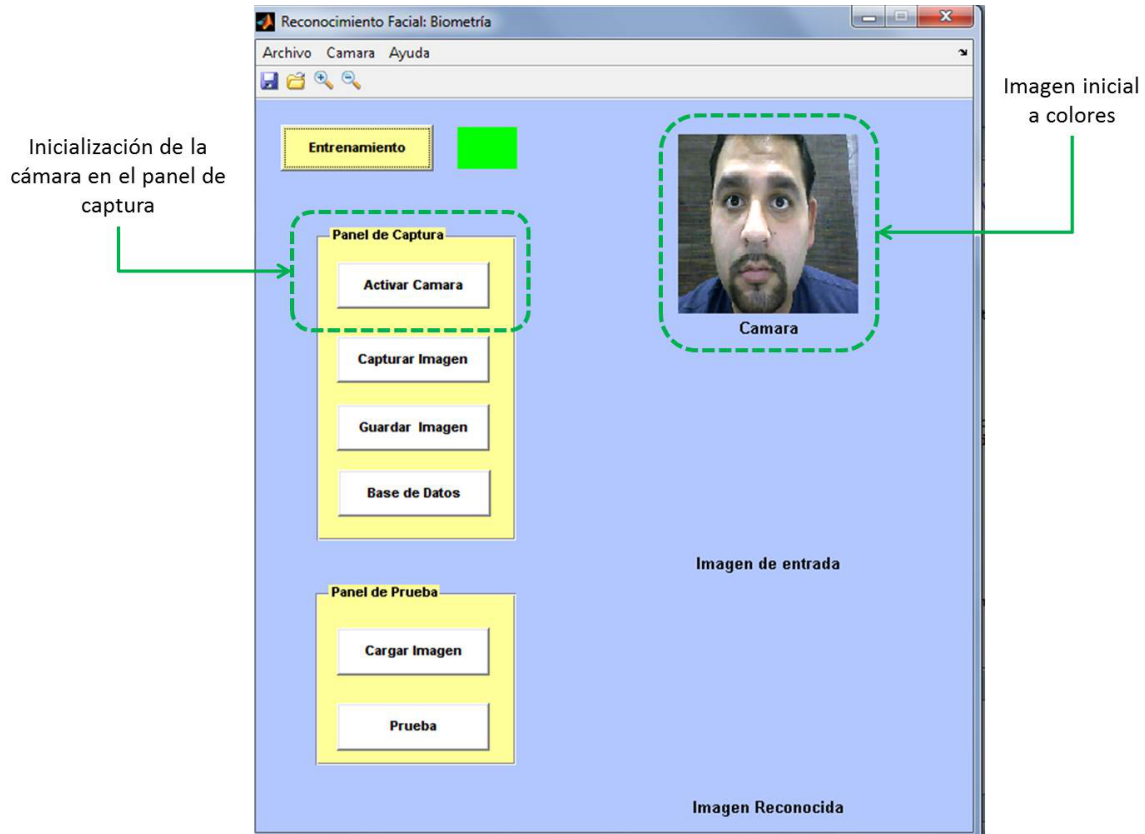 Reconocimiento Facial: Biometría
Archivo Camara Ayuda
Imagen inicial
a colores
Inicialización de la
cámara en el panel de
captura
Entrenamiento
Panel de Captura
Activar Camara
Camara
Capturar Imagen
Guardar Imagen
Base de Datos
Imagen de entrada
Panel de Prueba
Cargar Imagen
Prueba
Imagen Reconocida